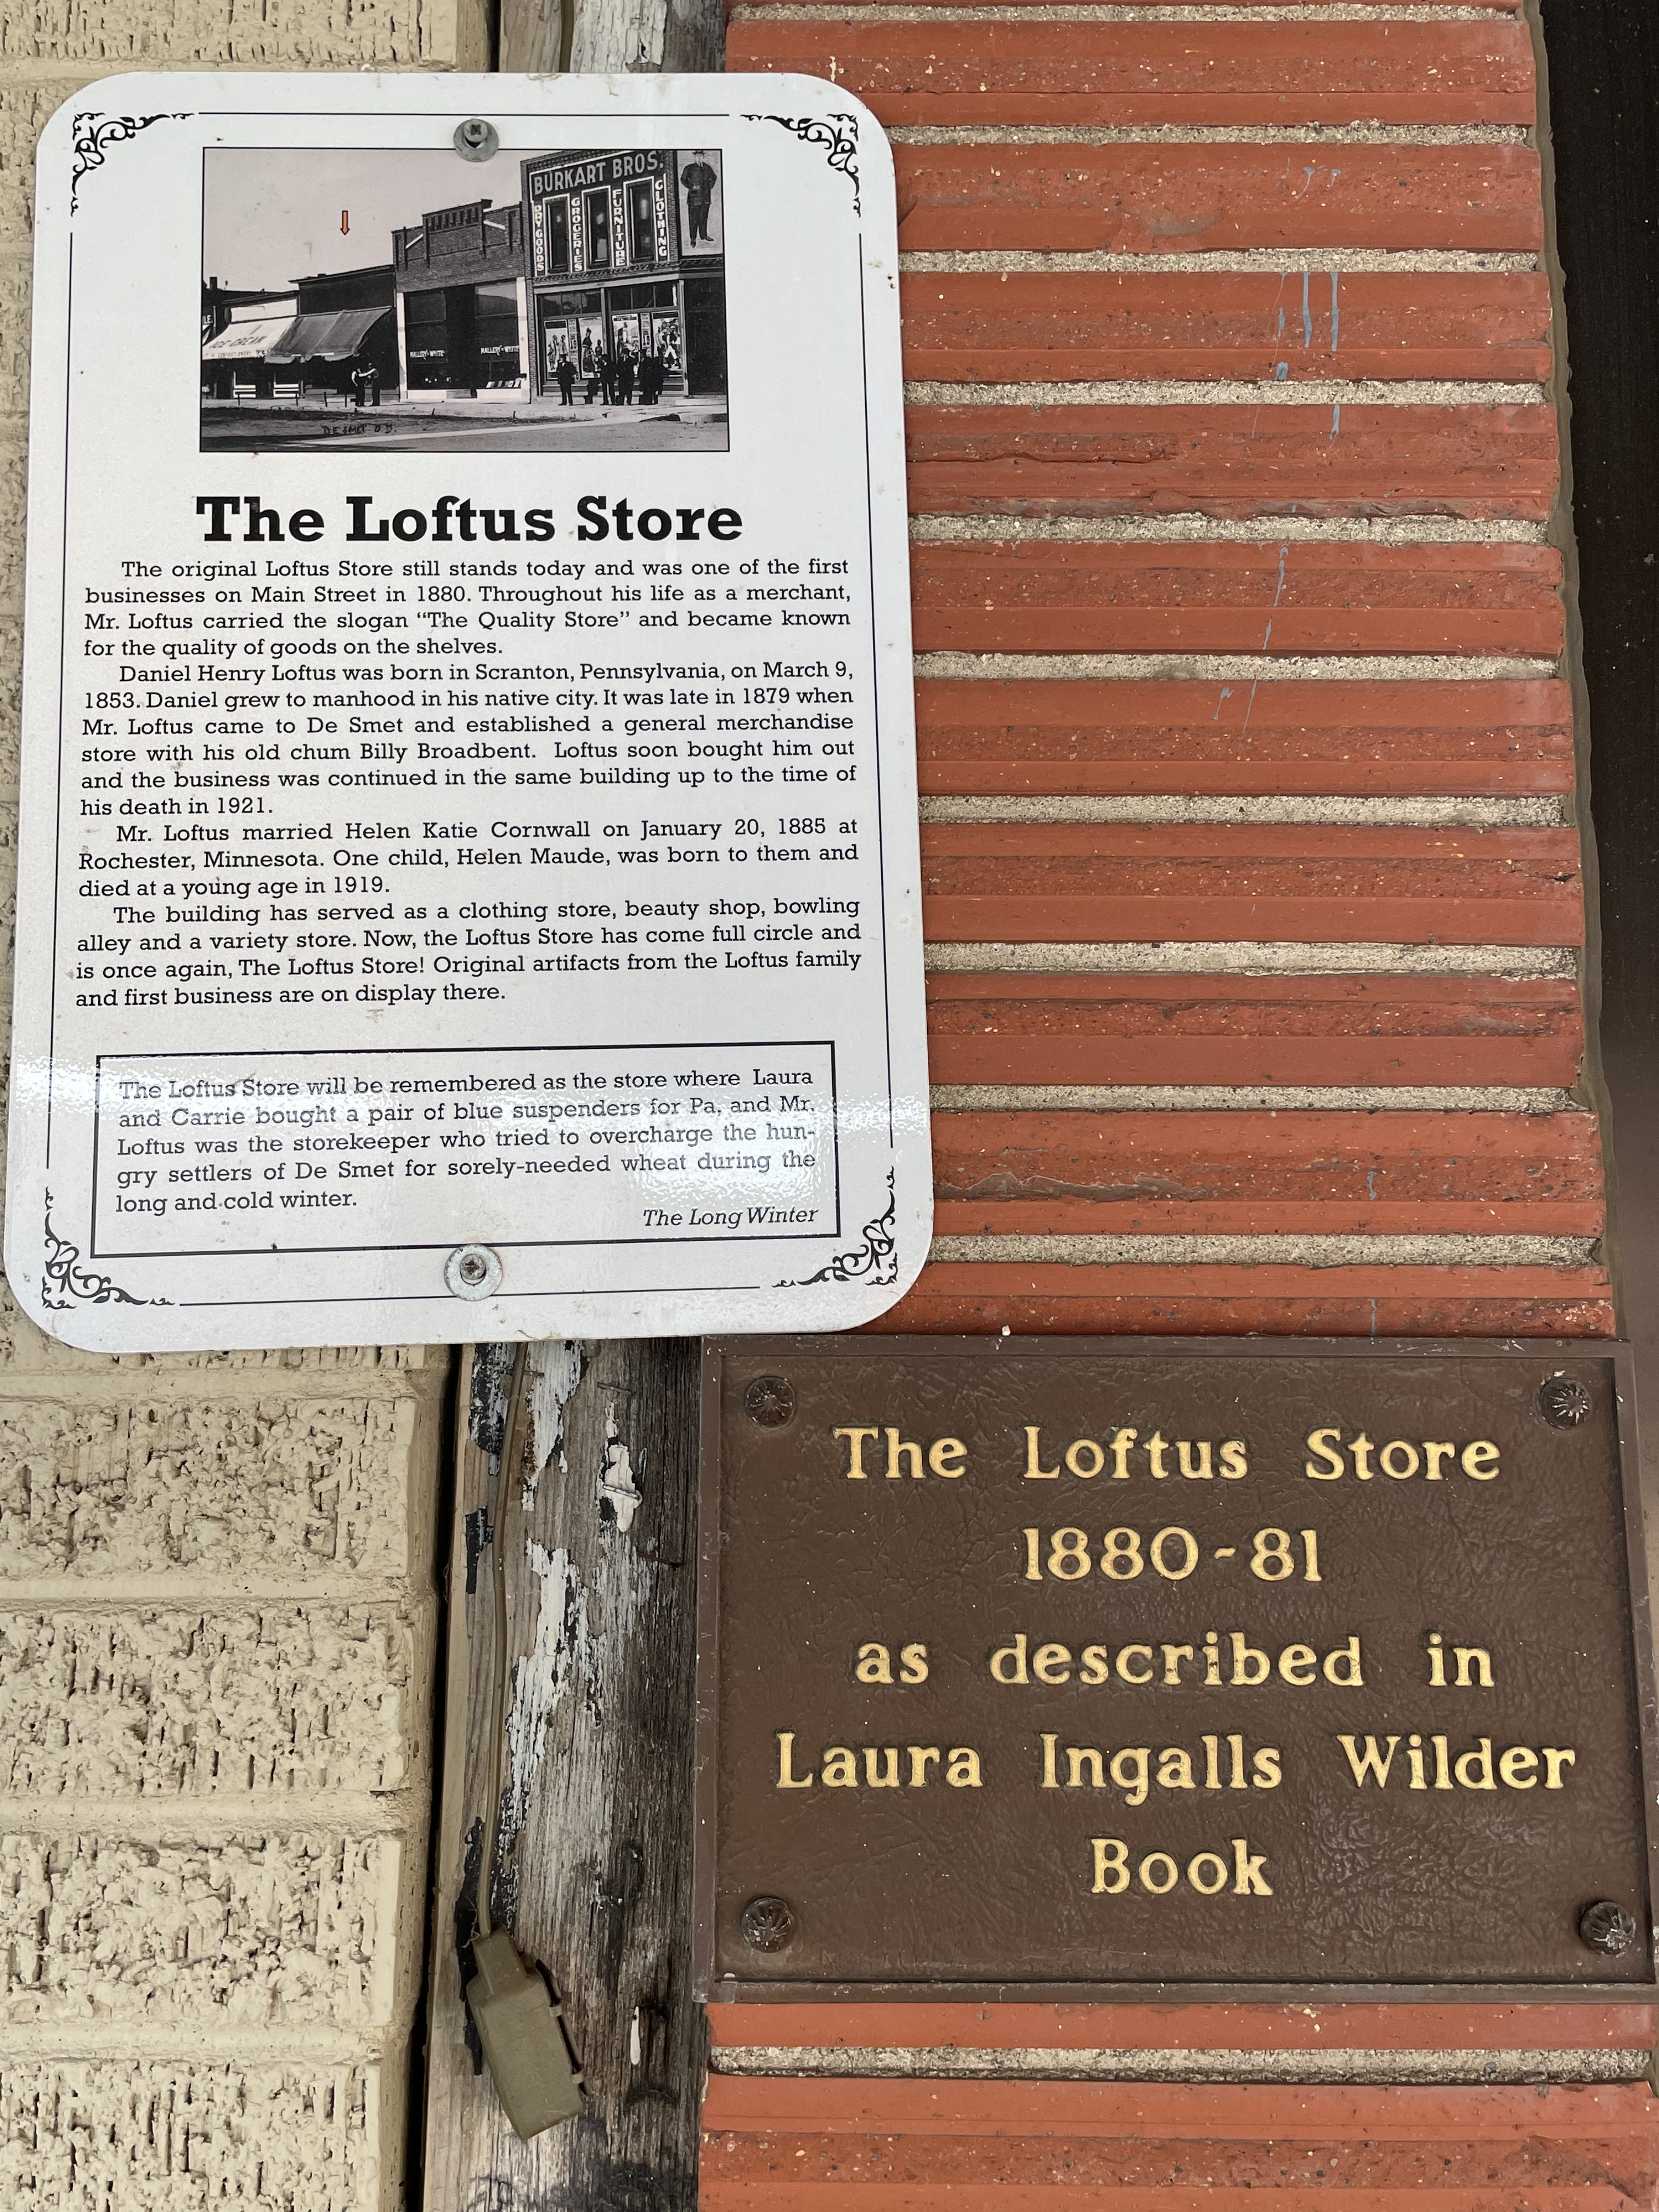 BURKART BROS.
DRY GOODS
GROCERIES
FURNITURE
CLOTHING
ICE CREAM
MALLERY & WHITE
DE SMET S D.
The Loftus Store
The original Loftus Store still stands today and was one of the first
businesses on Main Street in 1880. Throughout his life as a merchant,
Mr. Loftus carried the slogan “The Quality Store” and became known
for the quality of goods on the shelves.
Daniel Henry Loftus was born in Scranton, Pennsylvania, on March 9,
1853. Daniel grew to manhood in his native city. It was late in 1879 when
Mr. Loftus came to De Smet and established a general merchandise
store with his old chum Billy Broadbent. Loftus soon bought him out
and the business was continued in the same building up to the time of
his death in 1921.
Mr. Loftus married Helen Katie Cornwall on January 20, 1885 at
Rochester, Minnesota. One child, Helen Maude, was born to them and
died at a young age in 1919.
The building has served as a clothing store, beauty shop, bowling
alley and a variety store. Now, the Loftus Store has come full circle and
is once again, The Loftus Store! Original artifacts from the Loftus family
and first business are on display there.
The Loftus Store will be remembered as the store where Laura
and Carrie bought a pair of blue suspenders for Pa, and Mr.
Loftus was the storekeeper who tried to overcharge the hun-
gry settlers of De Smet for sorely-needed wheat during the
long and cold winter.
The Long Winter
The Loftus Store
1880-81
as described in
Laura Ingalls Wilder
Book